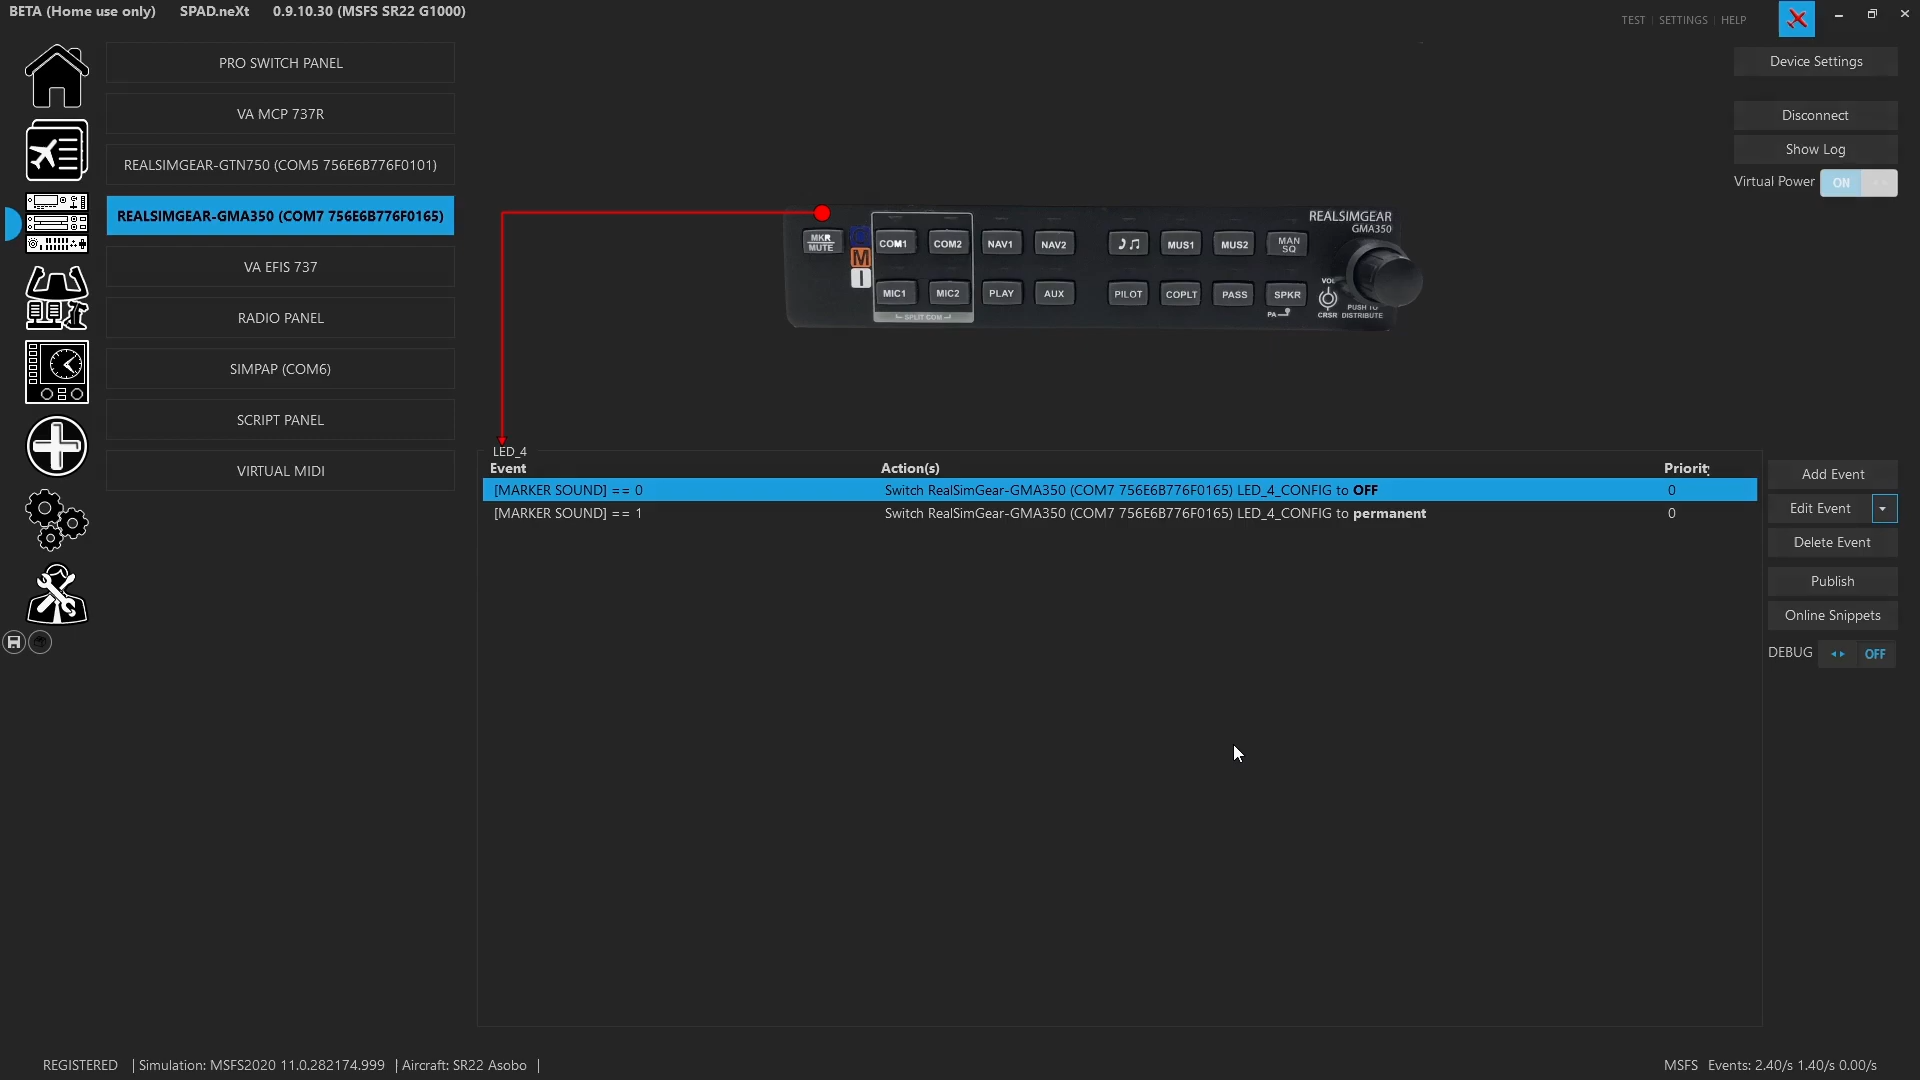 BETA (Home use only) SPAD.neXt 0.9.10.30 (MSFS SR22 G1000)
TEST | SETTINGS | HELP
PRO SWITCH PANEL
VA MCP 737R
REALSIMGEAR-GTN750 (COM5 756E6B776F0101)
REALSIMGEAR-GMA350 (COM7 756E6B776F0165)
VA EFIS 737
RADIO PANEL
SIMPAP (COM6)
SCRIPT PANEL
VIRTUAL MIDI
Device Settings
Disconnect
Show Log
Virtual Power ON
REALSIMGEAR
GMA350
MKR
MUTE
COM1 COM2 NAV1 NAV2 MUS1 MUS2 MAN
SQ
M
I
MIC1 MIC2 PLAY AUX PILOT COPLT PASS SPKR
VOL
SPLIT COM
PA
CRSR
PUSH TO
DISTRIBUTE
LED_4
Event Action(s) Priority
[MARKER SOUND] == 0 Switch RealSimGear-GMA350 (COM7 756E6B776F0165) LED_4_CONFIG to OFF 0
[MARKER SOUND] == 1 Switch RealSimGear-GMA350 (COM7 756E6B776F0165) LED_4_CONFIG to permanent 0
Add Event
Edit Event
Delete Event
Publish
Online Snippets
DEBUG OFF
REGISTERED | Simulation: MSFS2020 11.0.282174.999 | Aircraft: SR22 Asobo |
MSFS Events: 2.40/s 1.40/s 0.00/s